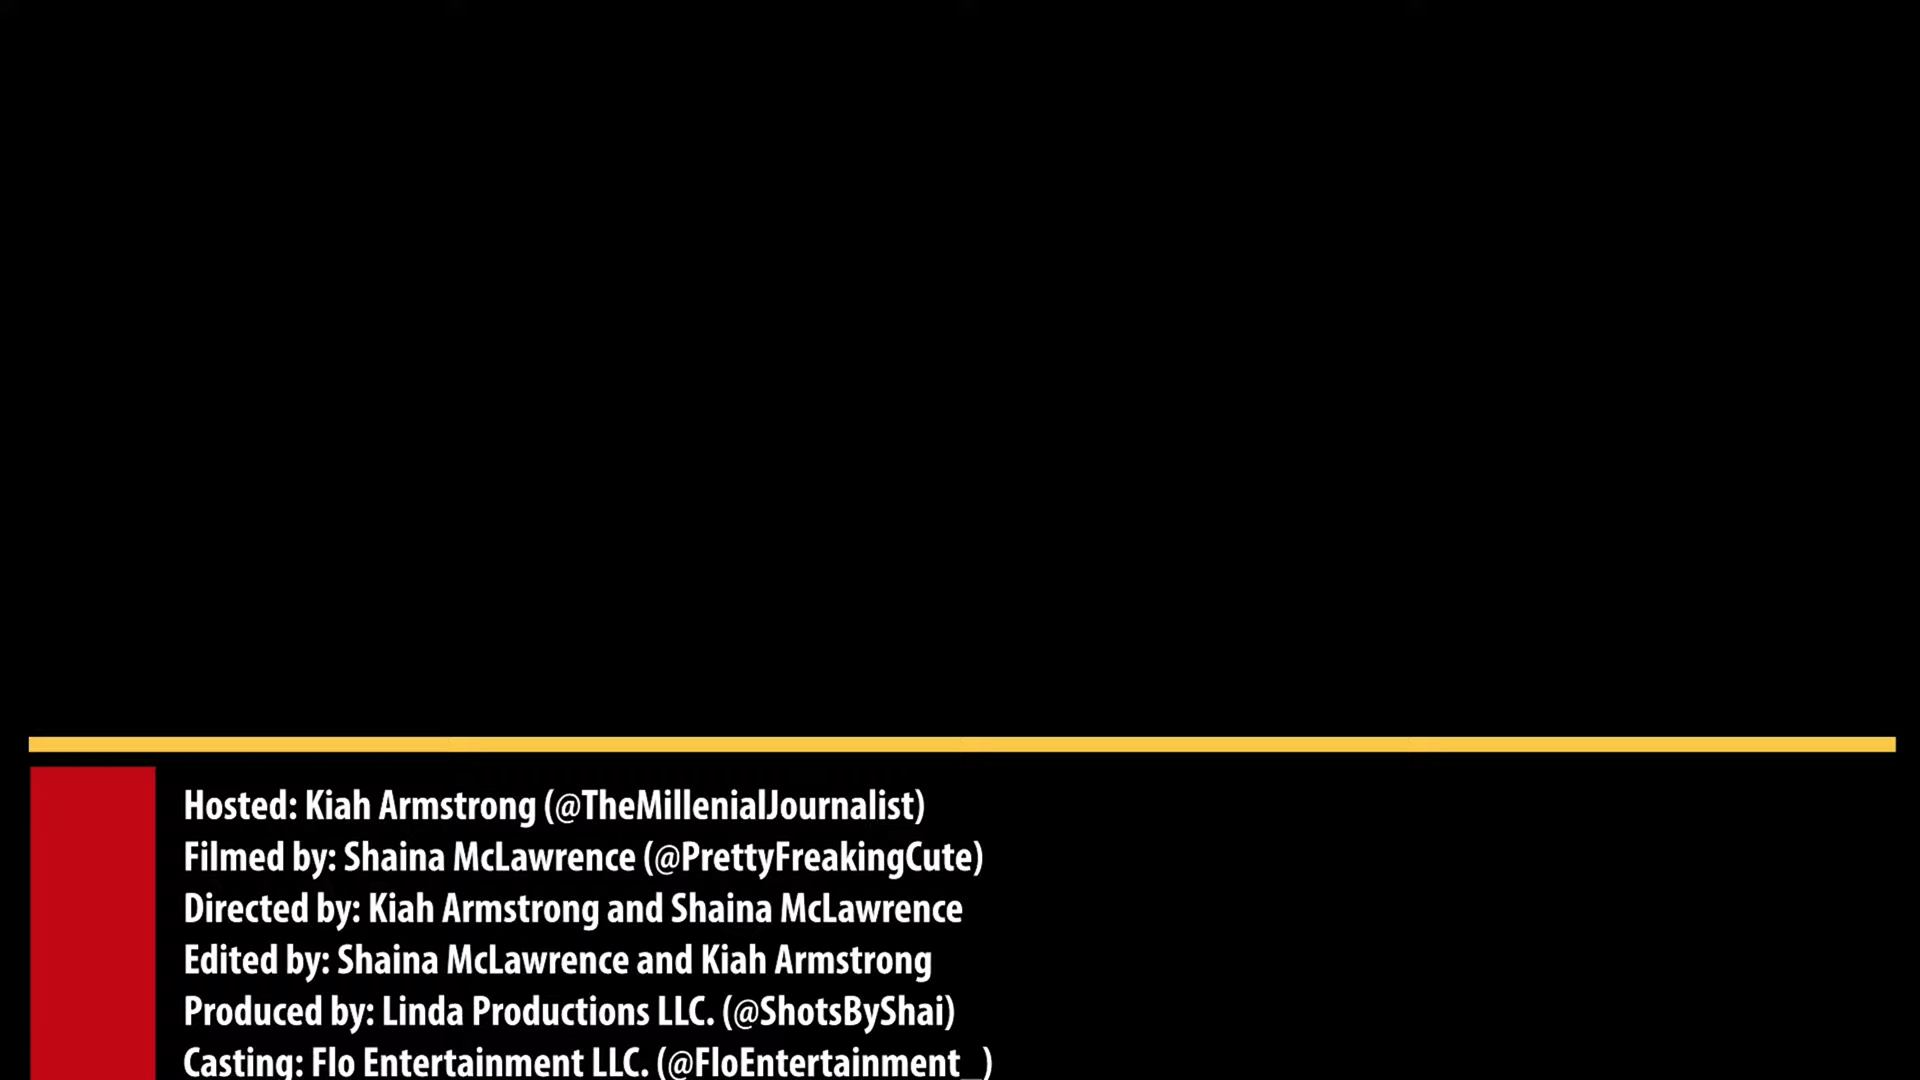 Hosted: Kiah Armstrong (@TheMillenialJournalist)
Filmed by: Shaina McLawrence (@PrettyFreakingCute)
Directed by: Kiah Armstrong and Shaina McLawrence
Edited by: Shaina McLawrence and Kiah Armstrong
Produced by: Linda Productions LLC. (@ShotsByShai)
Casting: Flo Entertainment LLC. (@FloEntertainment_)